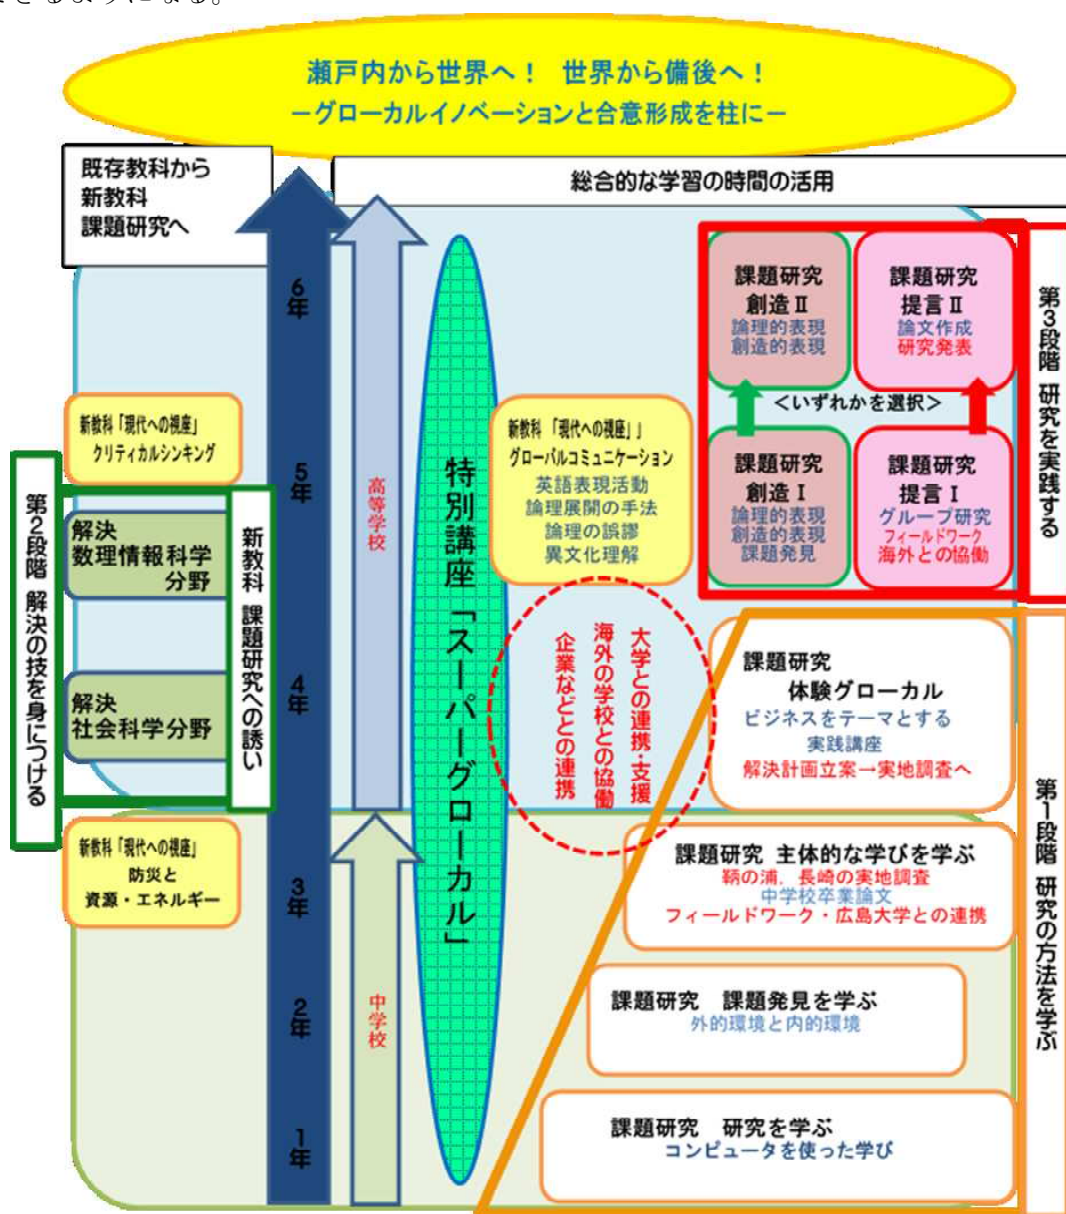 きるようになる。
瀬戸内から世界へ！ 世界から備後へ！
－グローカルイノベーションと合意形成を柱に－
既存教科から
新教科
課題研究へ
総合的な学習の時間の活用
6年
5年
4年
3年
2年
1年
高等学校
中学校
特別講座「スーパーグローカル」
新教科「現代への視座」
クリティカルシンキング
第2段階 解決の技を身につける
解決
数理情報科学
分野
解決
社会科学分野
新教科 課題研究への誘い
新教科「現代への視座」
防災と
資源・エネルギー
新教科 「現代への視座」」
グローバルコミュニケーション
英語表現活動
論理展開の手法
論理の誤謬
異文化理解
大学との連携・支援
海外の学校との協働
企業などとの連携
課題研究
創造Ⅱ
論理的表現
創造的表現
課題研究
提言Ⅱ
論文作成
研究発表
＜いずれかを選択＞
課題研究
創造Ⅰ
論理的表現
創造的表現
課題発見
課題研究
提言Ⅰ
グループ研究
フィールドワーク
海外との協働
第3段階 研究を実践する
課題研究
体験グローカル
ビジネスをテーマとする
実践講座
解決計画立案→実地調査へ
課題研究 主体的な学びを学ぶ
鞆の浦，長崎の実地調査
中学校卒業論文
フィールドワーク・広島大学との連携
課題研究 課題発見を学ぶ
外的環境と内的環境
課題研究 研究を学ぶ
コンピュータを使った学び
第1段階 研究の方法を学ぶ